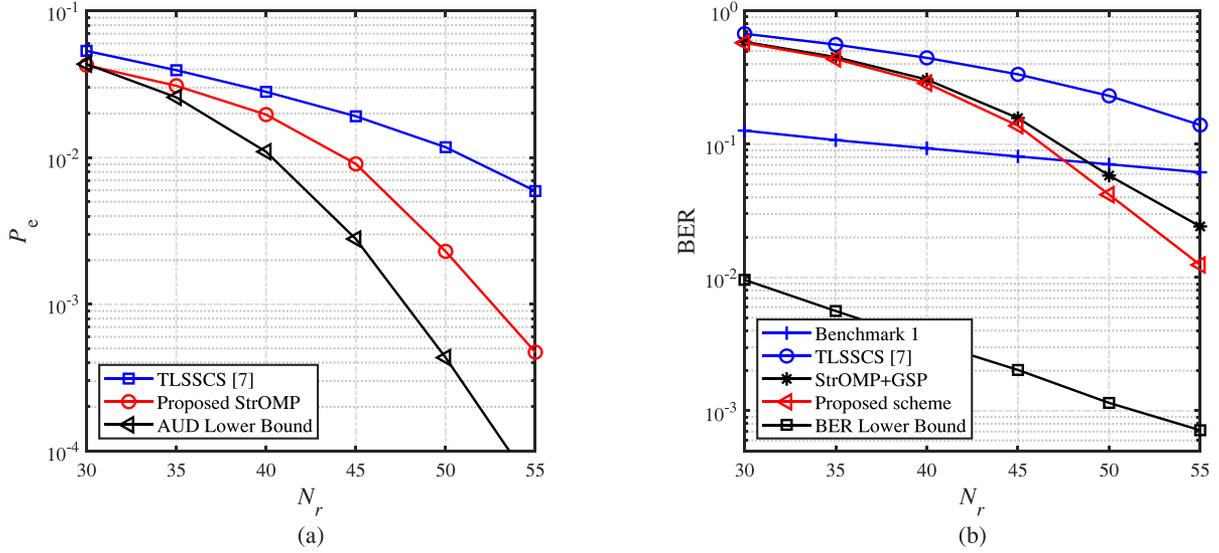 10^-1
10^-2
10^-3
10^-4
P_e
30 35 40 45 50 55
N_r
TLSSCS [7]
Proposed StrOMP
AUD Lower Bound
(a)
10^0
10^-1
10^-2
10^-3
BER
30 35 40 45 50 55
N_r
Benchmark 1
TLSSCS [7]
StrOMP+GSP
Proposed scheme
BER Lower Bound
(b)